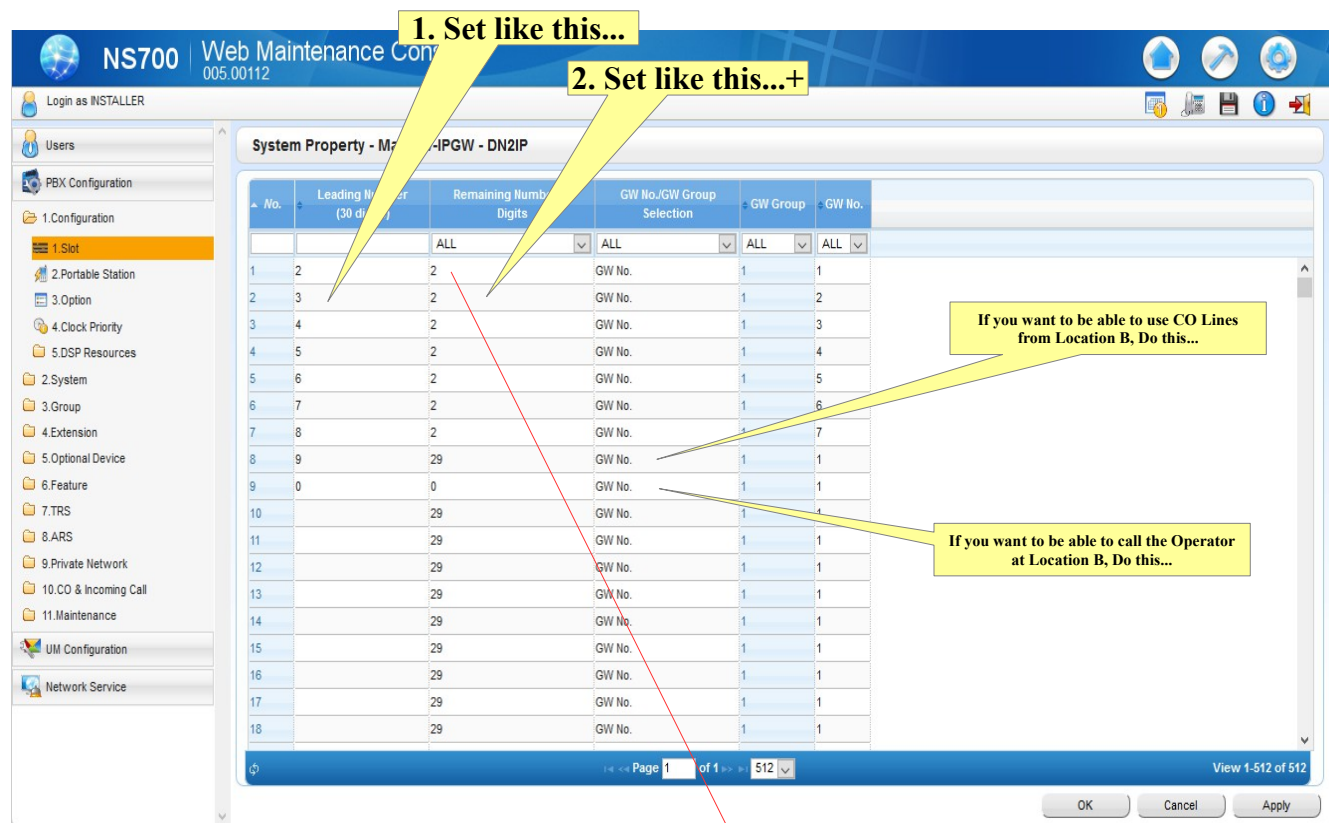 1. Set like this...
NS700 Web Maintenance Con
005.00112
2. Set like this...+
Login as INSTALLER
Users
PBX Configuration
1.Configuration
1.Slot
2.Portable Station
3.Option
4.Clock Priority
5.DSP Resources
2.System
3.Group
4.Extension
5.Optional Device
6.Feature
7.TRS
8.ARS
9.Private Network
10.CO & Incoming Call
11.Maintenance
UM Configuration
Network Service
System Property - Ma -IPGW - DN2IP
No. Leading N er (30 di ) Remaining Numb Digits GW No./GW Group Selection GW Group GW No.
ALL ALL ALL ALL
1 2 2 GW No. 1 1
2 3 2 GW No. 1 2
3 4 2 GW No. 1 3
4 5 2 GW No. 1 4
5 6 2 GW No. 1 5
6 7 2 GW No. 1 6
7 8 2 GW No. 1 7
8 9 29 GW No. 1 1
9 0 0 GW No. 1 1
10 29 GW No. 1 1
11 29 GW No. 1 1
12 29 GW No. 1 1
13 29 GW No. 1 1
14 29 GW No. 1 1
15 29 GW No. 1 1
16 29 GW No. 1 1
17 29 GW No. 1 1
18 29 GW No. 1 1
If you want to be able to use CO Lines
from Location B, Do this...
If you want to be able to call the Operator
at Location B, Do this...
Page 1 of 1 512
View 1-512 of 512
OK Cancel Apply